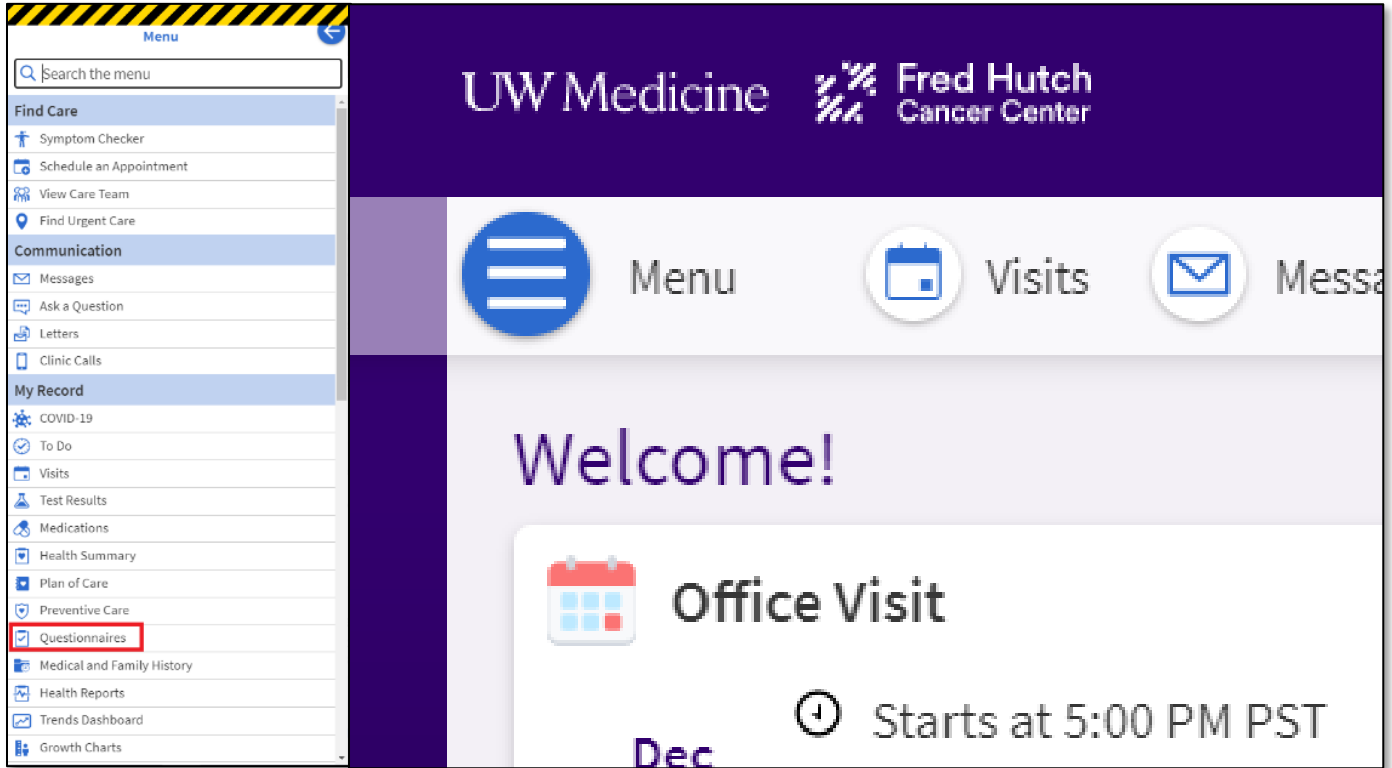 Menu
Search the menu
Find Care
Symptom Checker
Schedule an Appointment
View Care Team
Find Urgent Care
Communication
Messages
Ask a Question
Letters
Clinic Calls
My Record
COVID-19
To Do
Visits
Test Results
Medications
Health Summary
Plan of Care
Preventive Care
Questionnaires
Medical and Family History
Health Reports
Trends Dashboard
Growth Charts
UW Medicine Fred Hutch
Cancer Center
Menu Visits Messa
Welcome!
Office Visit
Starts at 5:00 PM PST
Dec